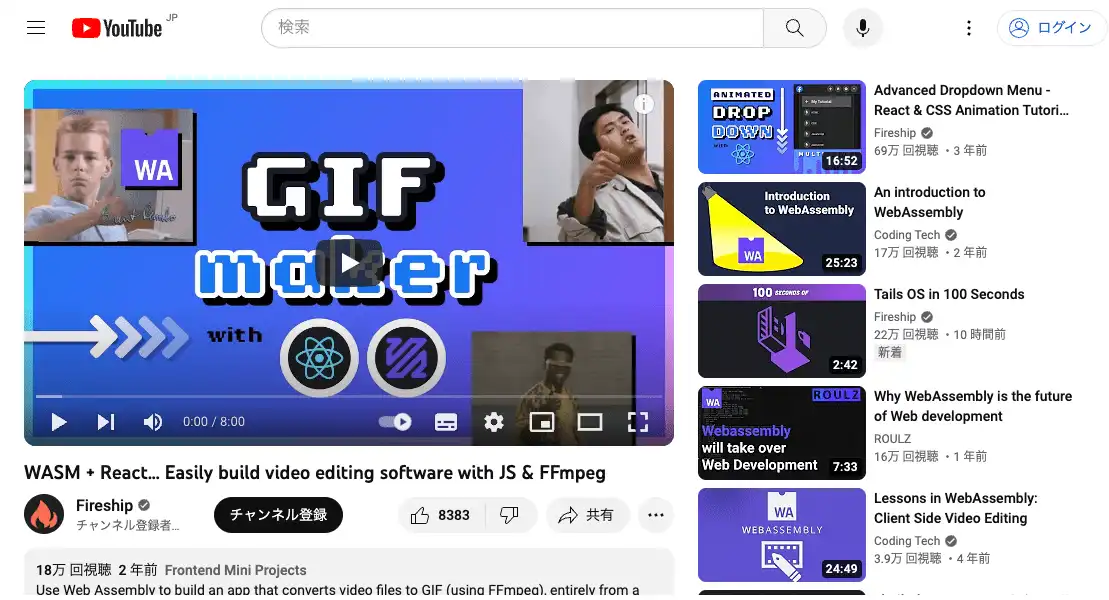 YouTube JP
検索
ログイン
WA
GIF
maker
with
0:00 / 8:00
WASM + React... Easily build video editing software with JS & FFmpeg
Fireship
チャンネル登録者...
チャンネル登録
8383
共有
18万 回視聴 2 年前 Frontend Mini Projects
Use Web Assembly to build an app that converts video files to GIF (using FFmpeg), entirely from a
ANIMATED
DROP
DOWN
with
My Tutorial
MULT
16:52
Advanced Dropdown Menu -
React & CSS Animation Tutori...
Fireship
69万 回視聴 ・3 年前
Introduction
to WebAssembly
WA
25:23
An introduction to
WebAssembly
Coding Tech
17万 回視聴 ・2 年前
100 SECONDS OF
2:42
Tails OS in 100 Seconds
Fireship
22万 回視聴 ・10 時間前
新着
WA
ROULZ
Webassembly
will take over
Web Development
7:33
Why WebAssembly is the future
of Web development
ROULZ
16万 回視聴 ・1 年前
WA
WEBASSEMBLY
24:49
Lessons in WebAssembly:
Client Side Video Editing
Coding Tech
3.9万 回視聴 ・4 年前